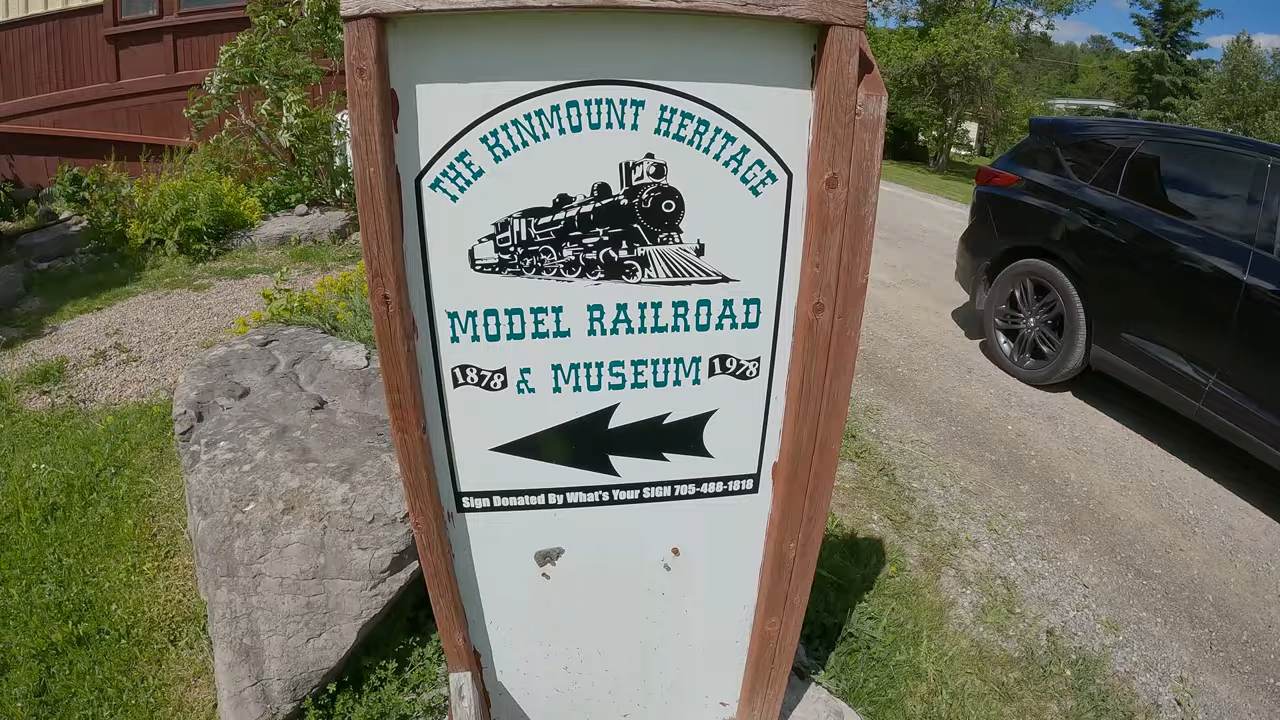 THE KINMOUNT HERITAGE
MODEL RAILROAD
1878 & MUSEUM 1978
Sign Donated By What's Your SIGN 705-488-1818